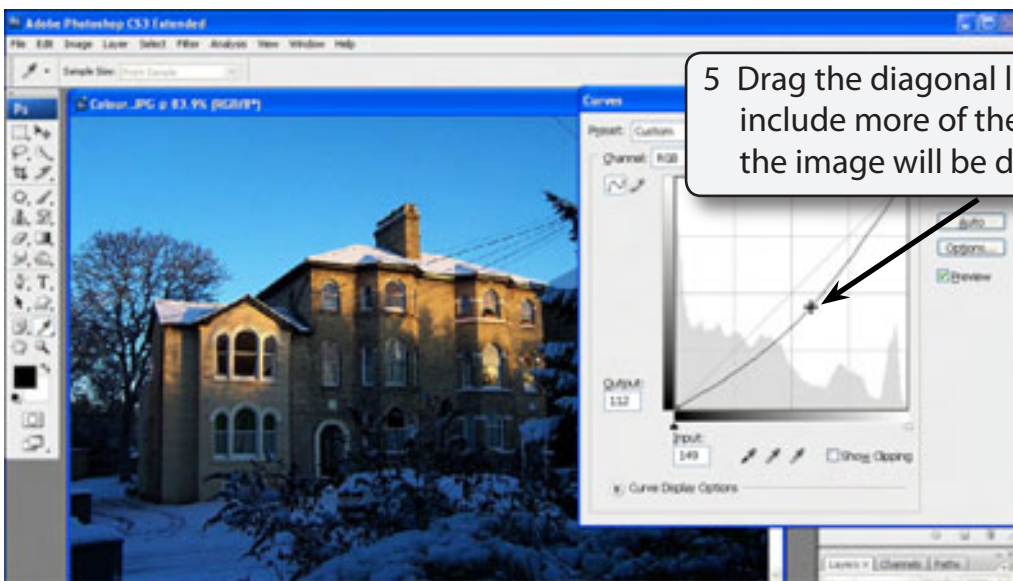 Adobe Photoshop CS3 Extended
File Edit Image Layer Select Filter Analysis View Window Help
Sample Size:
Ps
Colour.JPG @ 83.9% (RGB/8*)
Curves
5 Drag the diagonal l
include more of the
the image will be d
Preset: Custom
Channel: RGB
Auto
Options...
Preview
Output:
112
Input:
149
Show Clipping
Curve Display Options
Layers x Channels Paths